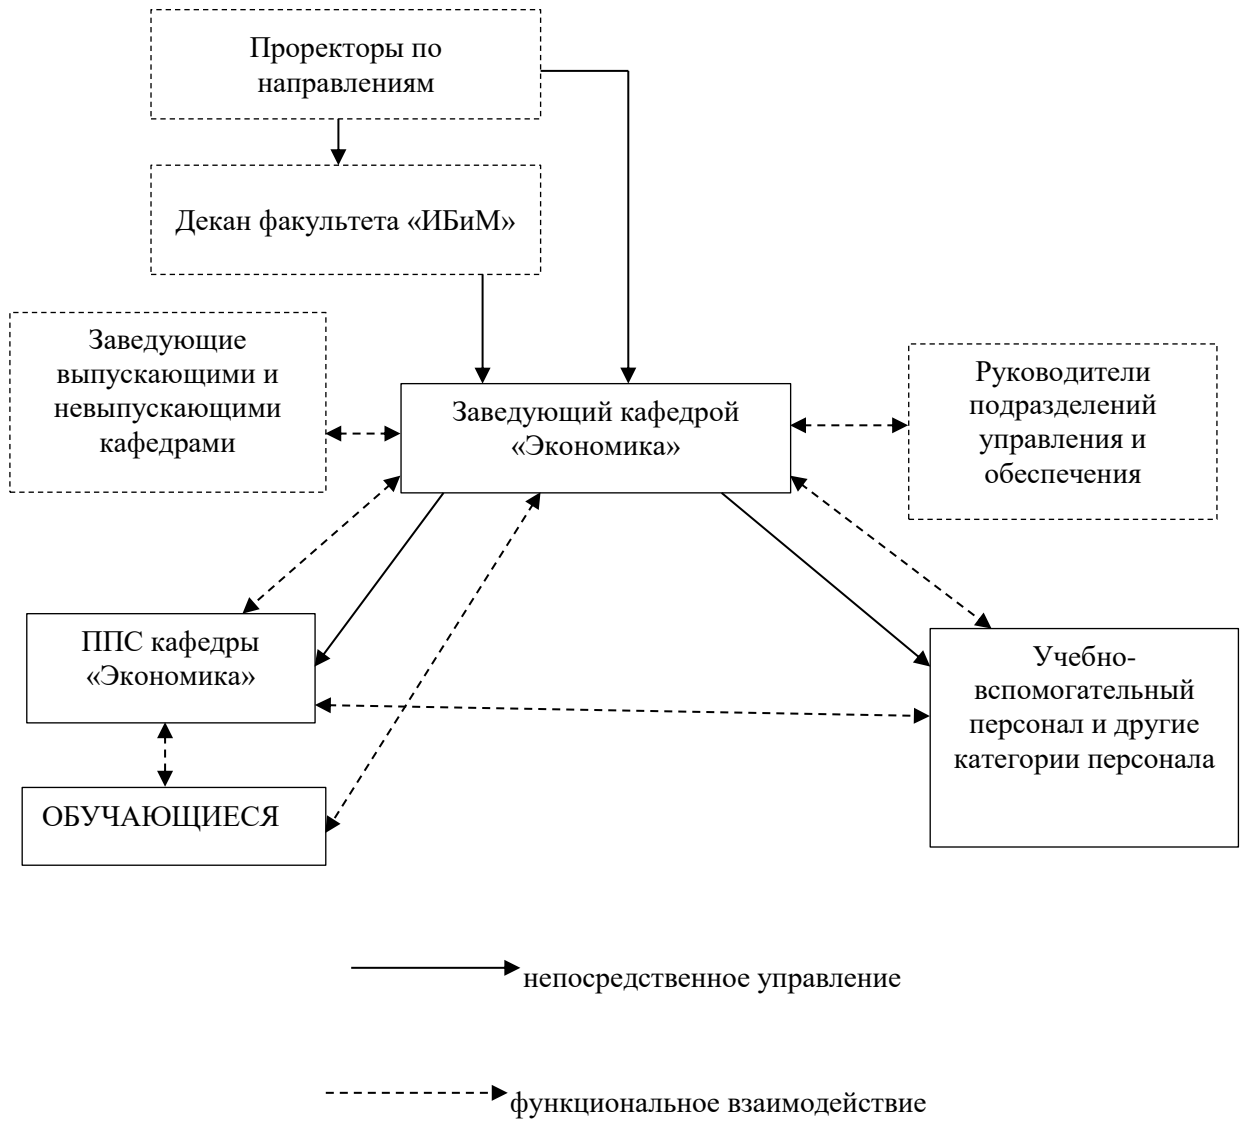 Проректоры по
направлениям
Декан факультета «ИБиМ»
Заведующие
выпускающими и
невыпускающими
кафедрами
Заведующий кафедрой
«Экономика»
Руководители
подразделений
управления и
обеспечения
ППС кафедры
«Экономика»
Учебно-
вспомогательный
персонал и другие
категории персонала
ОБУЧАЮЩИЕСЯ
непосредственное управление
функциональное взаимодействие